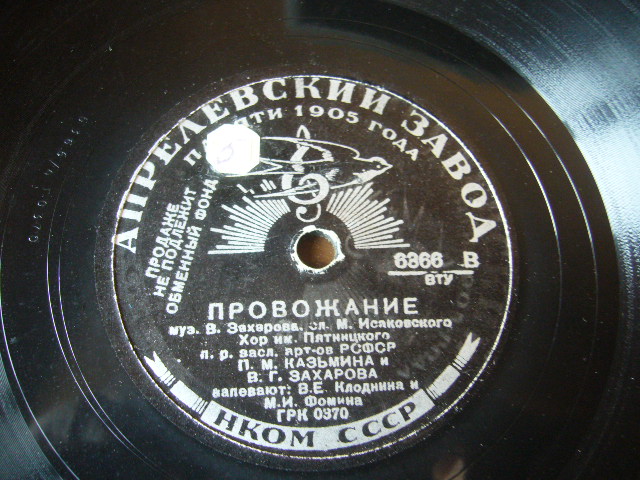 АПРЕЛЕВСКИЙ ЗАВОД
ПАМЯТИ 1905 ГОДА
ПРОДАЖЕ
НЕ ПОДЛЕЖИТ
ОБМЕННЫЙ ФОНД
6366 В
ВТУ
ПРОВОЖАНИЕ
муз. В. Захарова, сл. М. Исаковского
Хор им. Пятницкого
п. р. засл. арт-ов РСФСР
П. М. КАЗЬМИНА и
В. Г. ЗАХАРОВА
запевают: В.Е. Клоднина и
М.И. Фомина
ГРК 0370
НКОМ СССР